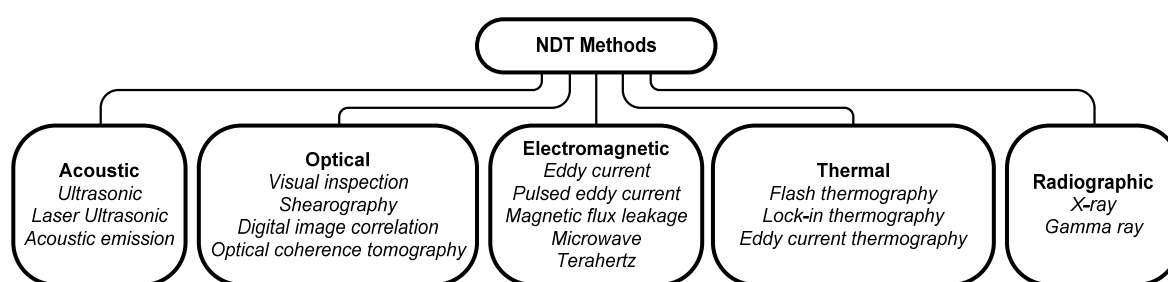 NDT Methods
Acoustic
Ultrasonic
Laser Ultrasonic
Acoustic emission
Optical
Visual inspection
Shearography
Digital image correlation
Optical coherence tomography
Electromagnetic
Eddy current
Pulsed eddy current
Magnetic flux leakage
Microwave
Terahertz
Thermal
Flash thermography
Lock-in thermography
Eddy current thermography
Radiographic
X-ray
Gamma ray